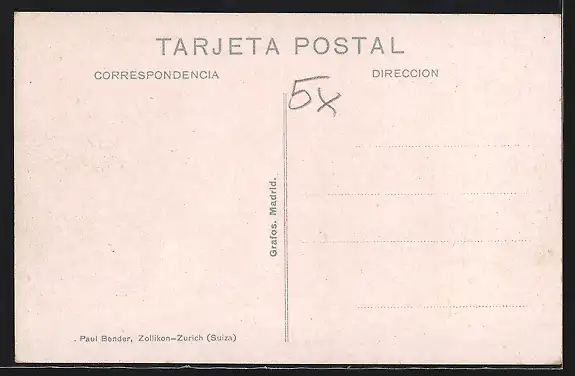 TARJETA POSTAL
CORRESPONDENCIA
DIRECCION
5x
Grafos. Madrid.
. Paul Bender, Zollikon–Zurich (Suiza)